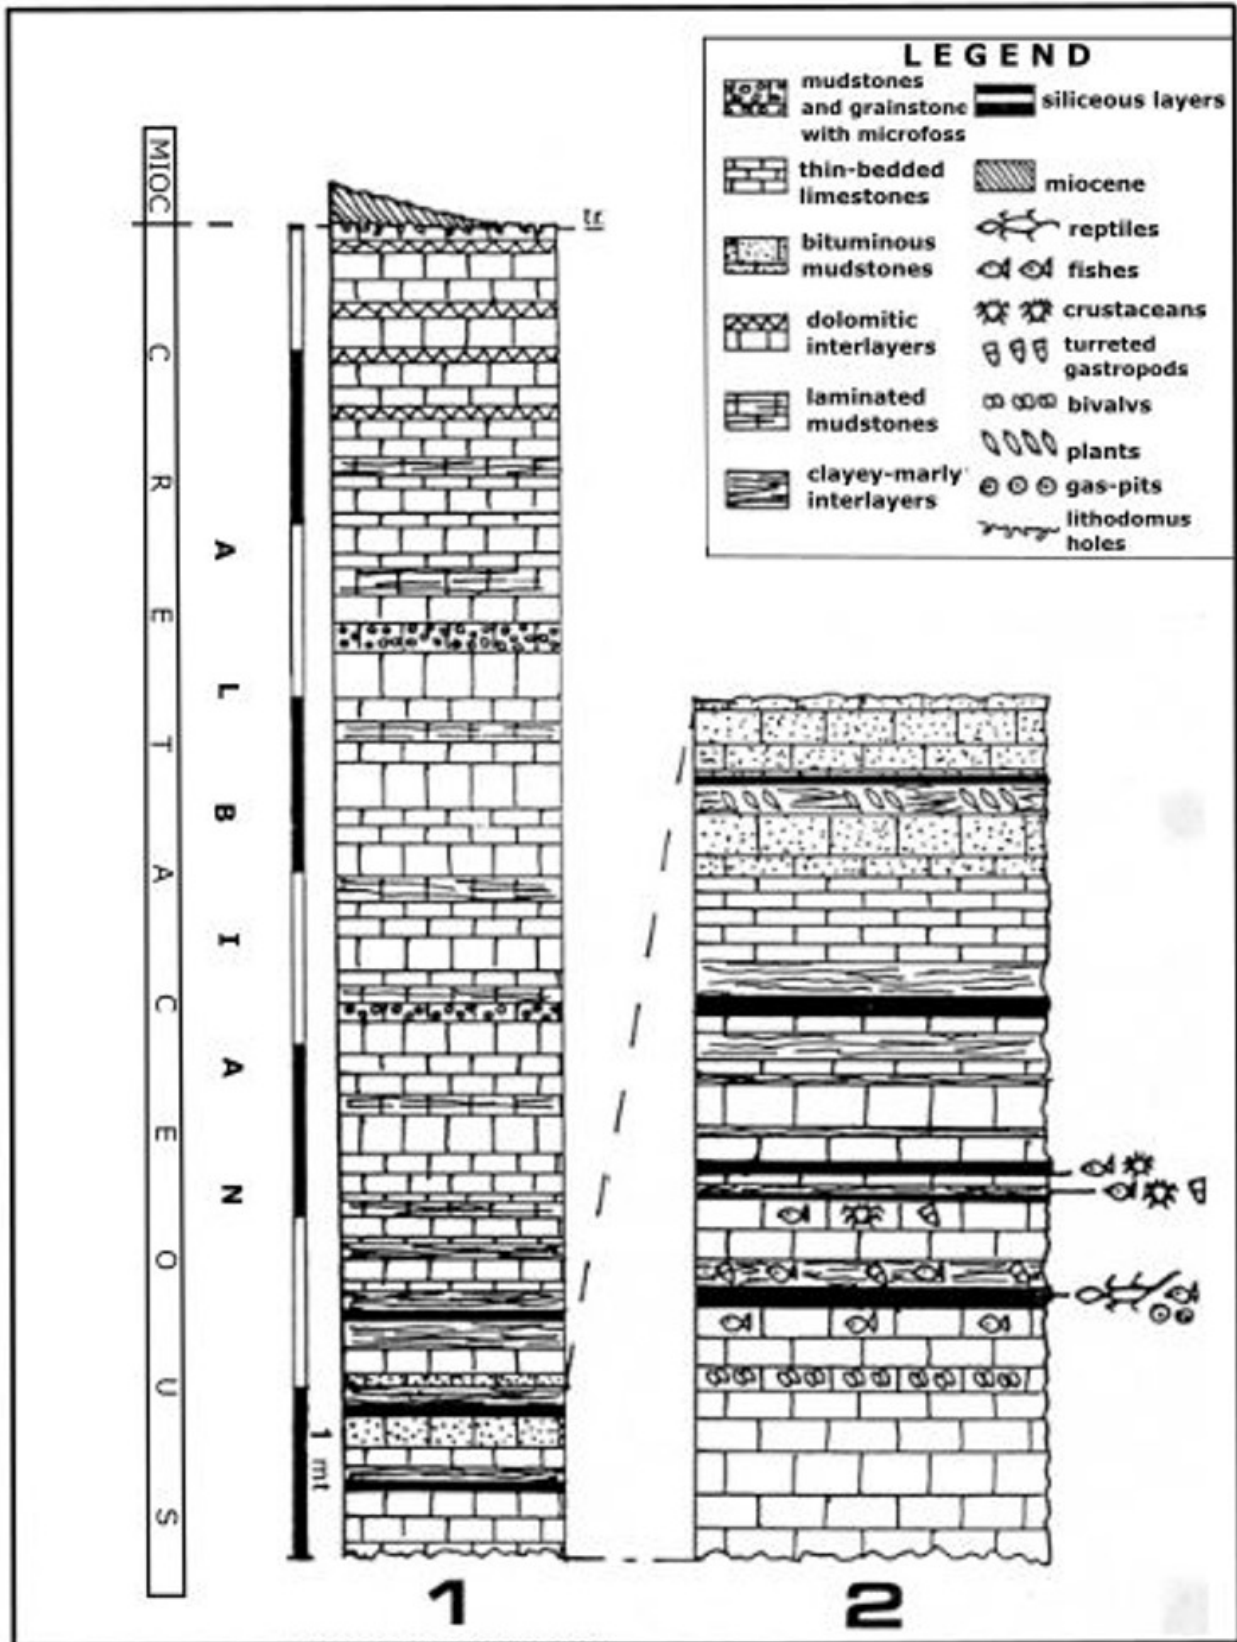 LEGEND
mudstones
and grainstone
with microfoss
thin-bedded
limestones
bituminous
mudstones
dolomitic
interlayers
laminated
mudstones
clayey-marly
interlayers
siliceous layers
miocene
reptiles
fishes
crustaceans
turreted
gastropods
bivalvs
plants
gas-pits
lithodomus
holes
MIOC
CRETACEOUS
ALBIAN
tr.
1 mt
1
2